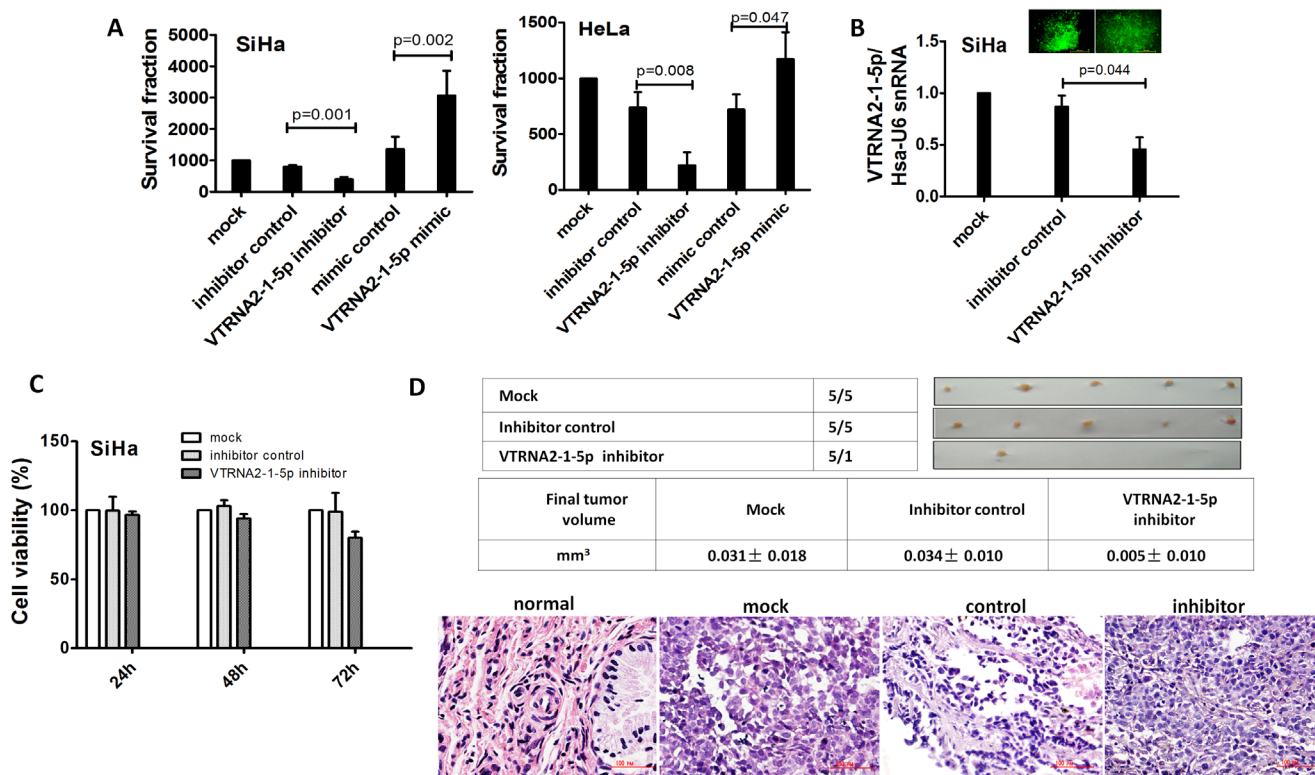 A
SiHa
p=0.002
p=0.001
Survival fraction
5000
4000
3000
2000
1000
0
mock
inhibitor control
VTRNA2-1-5p inhibitor
mimic control
VTRNA2-1-5p mimic
HeLa
p=0.047
p=0.008
Survival fraction
1500
1000
500
0
mock
inhibitor control
VTRNA2-1-5p inhibitor
mimic control
VTRNA2-1-5p mimic
B
SiHa
p=0.044
VTRNA2-1-5p/
Hsa-U6 snRNA
1.5
1.0
0.5
0.0
mock
inhibitor control
VTRNA2-1-5p inhibitor
C
SiHa
mock
inhibitor control
VTRNA2-1-5p inhibitor
Cell viability (%)
150
100
50
0
24h
48h
72h
D
Mock 5/5
Inhibitor control 5/5
VTRNA2-1-5p inhibitor 5/1
Final tumor
volume
Mock
Inhibitor control
VTRNA2-1-5p
inhibitor
mm³ 0.031± 0.018 0.034± 0.010 0.005± 0.010
normal mock control inhibitor
100 μm
100 μm
100 μm